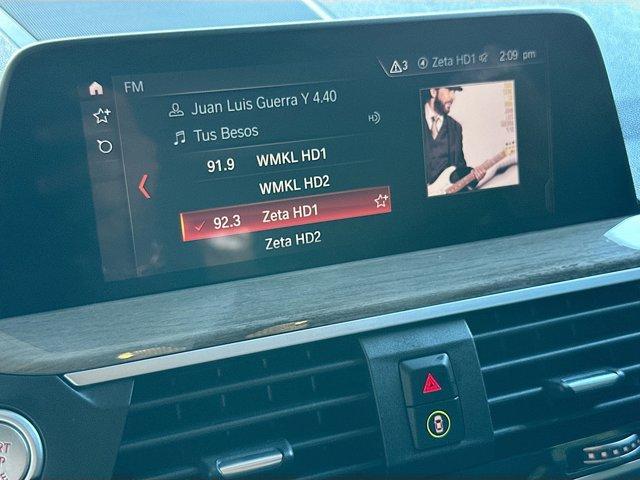 FM
3 Zeta HD1 2:09 pm
Juan Luis Guerra Y 4.40
Tus Besos
HD
91.9 WMKL HD1
WMKL HD2
92.3 Zeta HD1
Zeta HD2